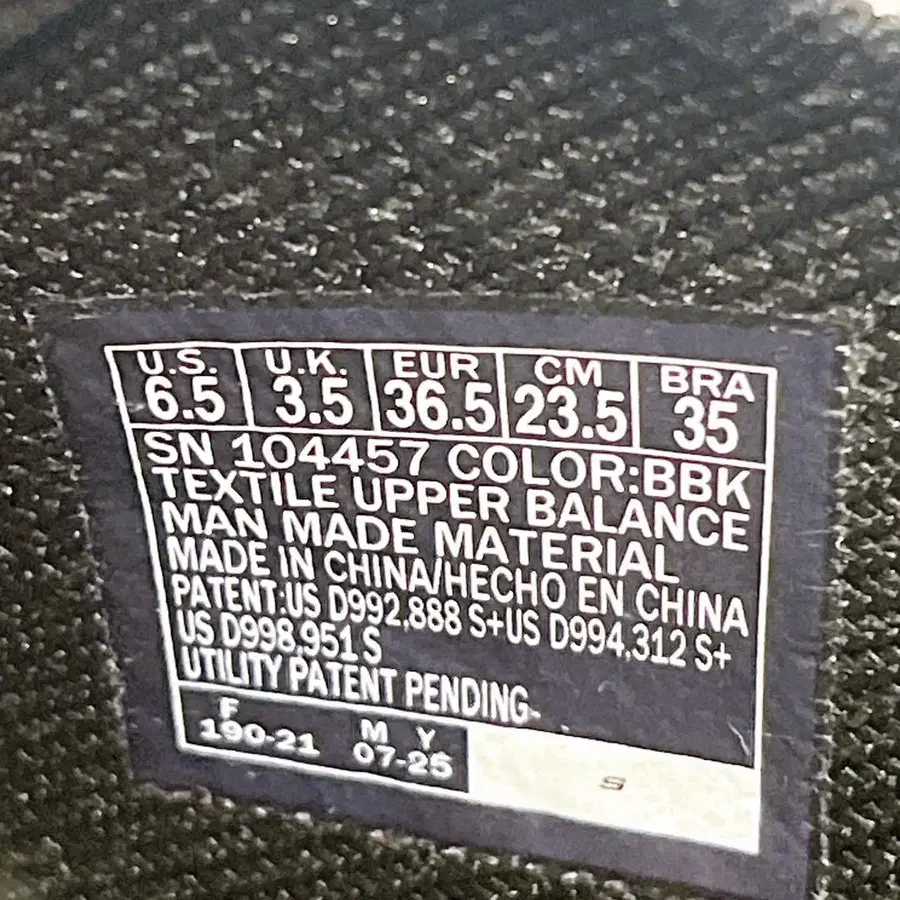 U.S. U.K. EUR CM BRA
6.5 3.5 36.5 23.5 35
SN 104457 COLOR:BBK
TEXTILE UPPER BALANCE
MAN MADE MATERIAL
MADE IN CHINA/HECHO EN CHINA
PATENT:US D992,888 S+US D994,312 S+
US D998,951 S
UTILITY PATENT PENDING.
F M Y
190-21 07-25
S